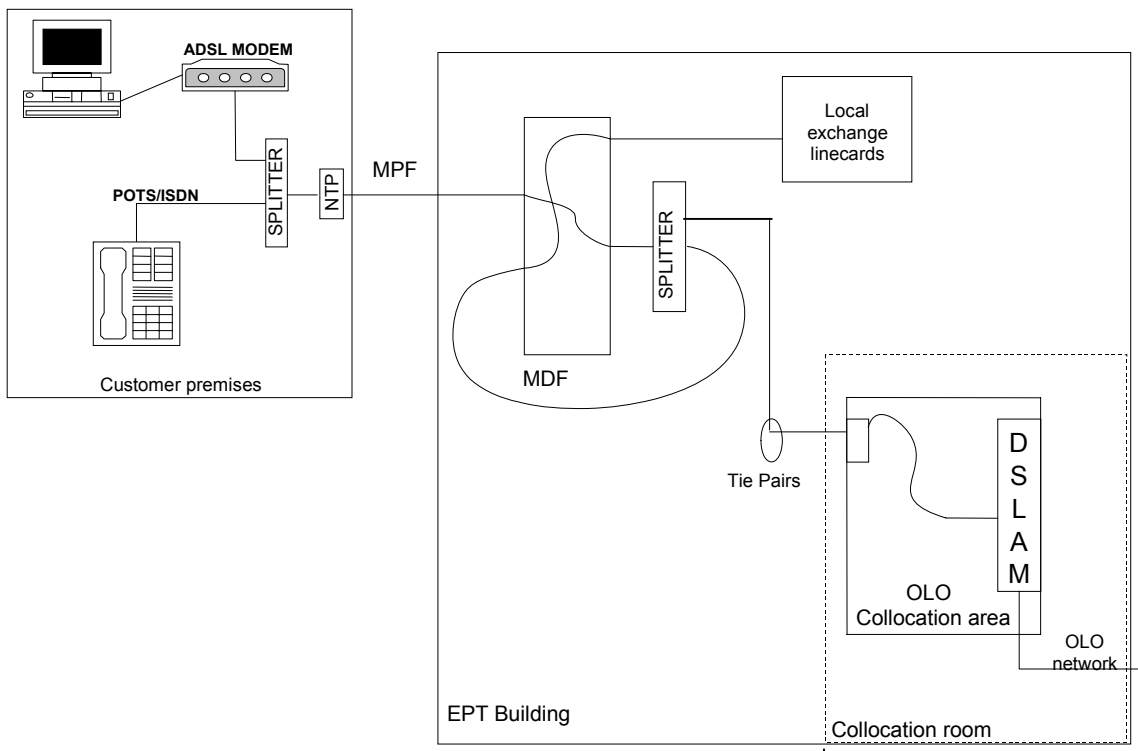 ADSL MODEM
POTS/ISDN
SPLITTER
NTP
Customer premises
MPF
MDF
SPLITTER
Local
exchange
linecards
Tie Pairs
D
S
L
A
M
OLO
Collocation area
OLO
network
EPT Building
Collocation room